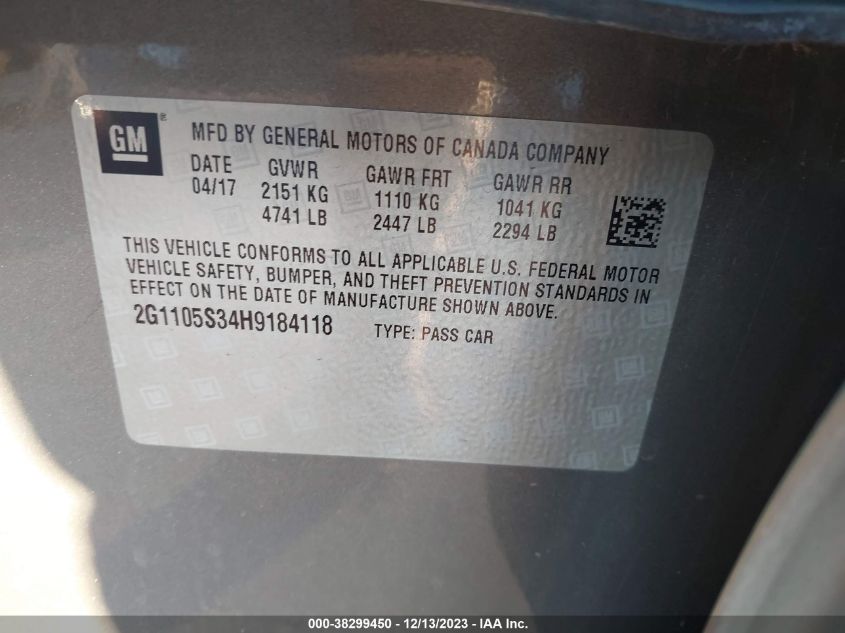 GM ® MFD BY GENERAL MOTORS OF CANADA COMPANY
DATE GVWR GAWR FRT GAWR RR
04/17 2151 KG 1110 KG 1041 KG
4741 LB 2447 LB 2294 LB
THIS VEHICLE CONFORMS TO ALL APPLICABLE U.S. FEDERAL MOTOR
VEHICLE SAFETY, BUMPER, AND THEFT PREVENTION STANDARDS IN
EFFECT ON THE DATE OF MANUFACTURE SHOWN ABOVE.
2G1105S34H9184118 TYPE: PASS CAR
000-38299450 - 12/13/2023 - IAA Inc.